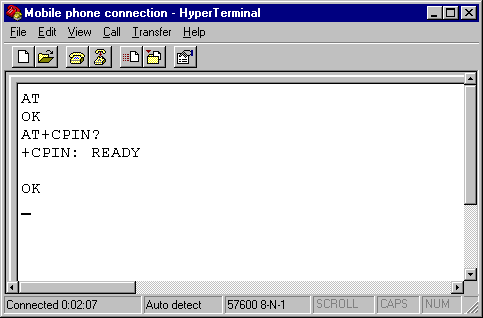 Mobile phone connection - HyperTerminal
File Edit View Call Transfer Help
AT
OK
AT+CPIN?
+CPIN: READY
OK
Connected 0:02:07 Auto detect 57600 8-N-1 SCROLL CAPS NUM